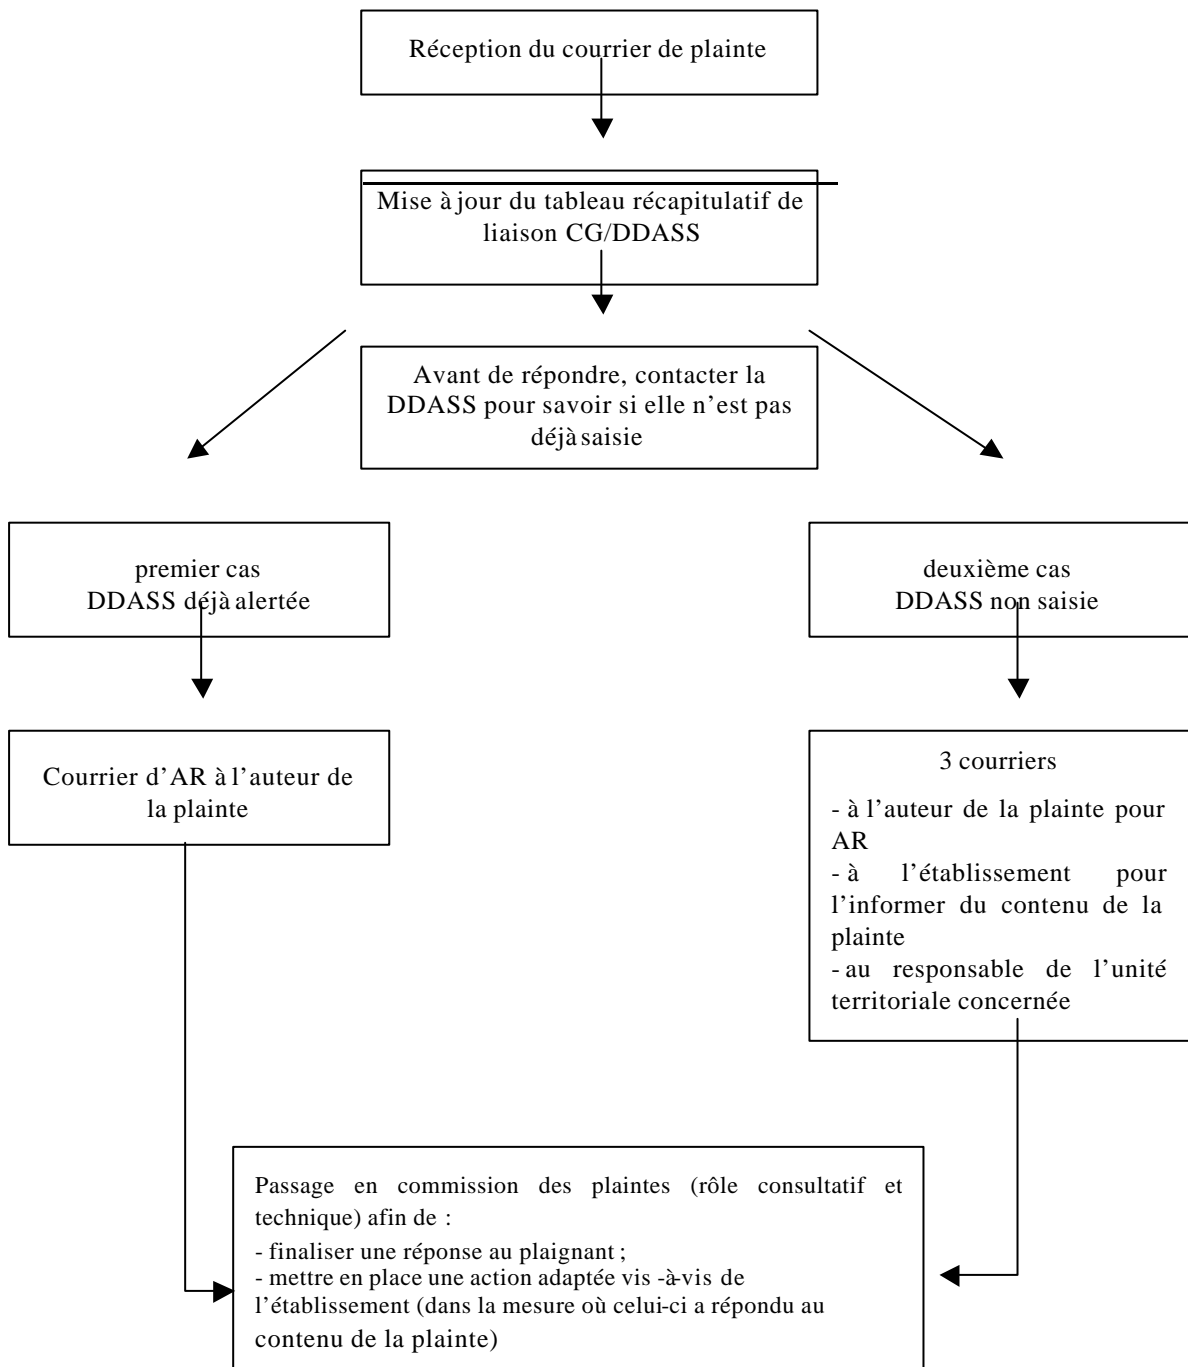 Réception du courrier de plainte
Mise à jour du tableau récapitulatif de
liaison CG/DDASS
Avant de répondre, contacter la
DDASS pour savoir si elle n’est pas
déjà saisie
premier cas
DDASS déjà alertée
deuxième cas
DDASS non saisie
Courrier d’AR à l’auteur de
la plainte
3 courriers
- à l’auteur de la plainte pour
AR
- à l’établissement pour
l’informer du contenu de la
plainte
- au responsable de l’unité
territoriale concernée
Passage en commission des plaintes (rôle consultatif et
technique) afin de :
- finaliser une réponse au plaignant ;
- mettre en place une action adaptée vis-à-vis de
l’établissement (dans la mesure où celui-ci a répondu au
contenu de la plainte)